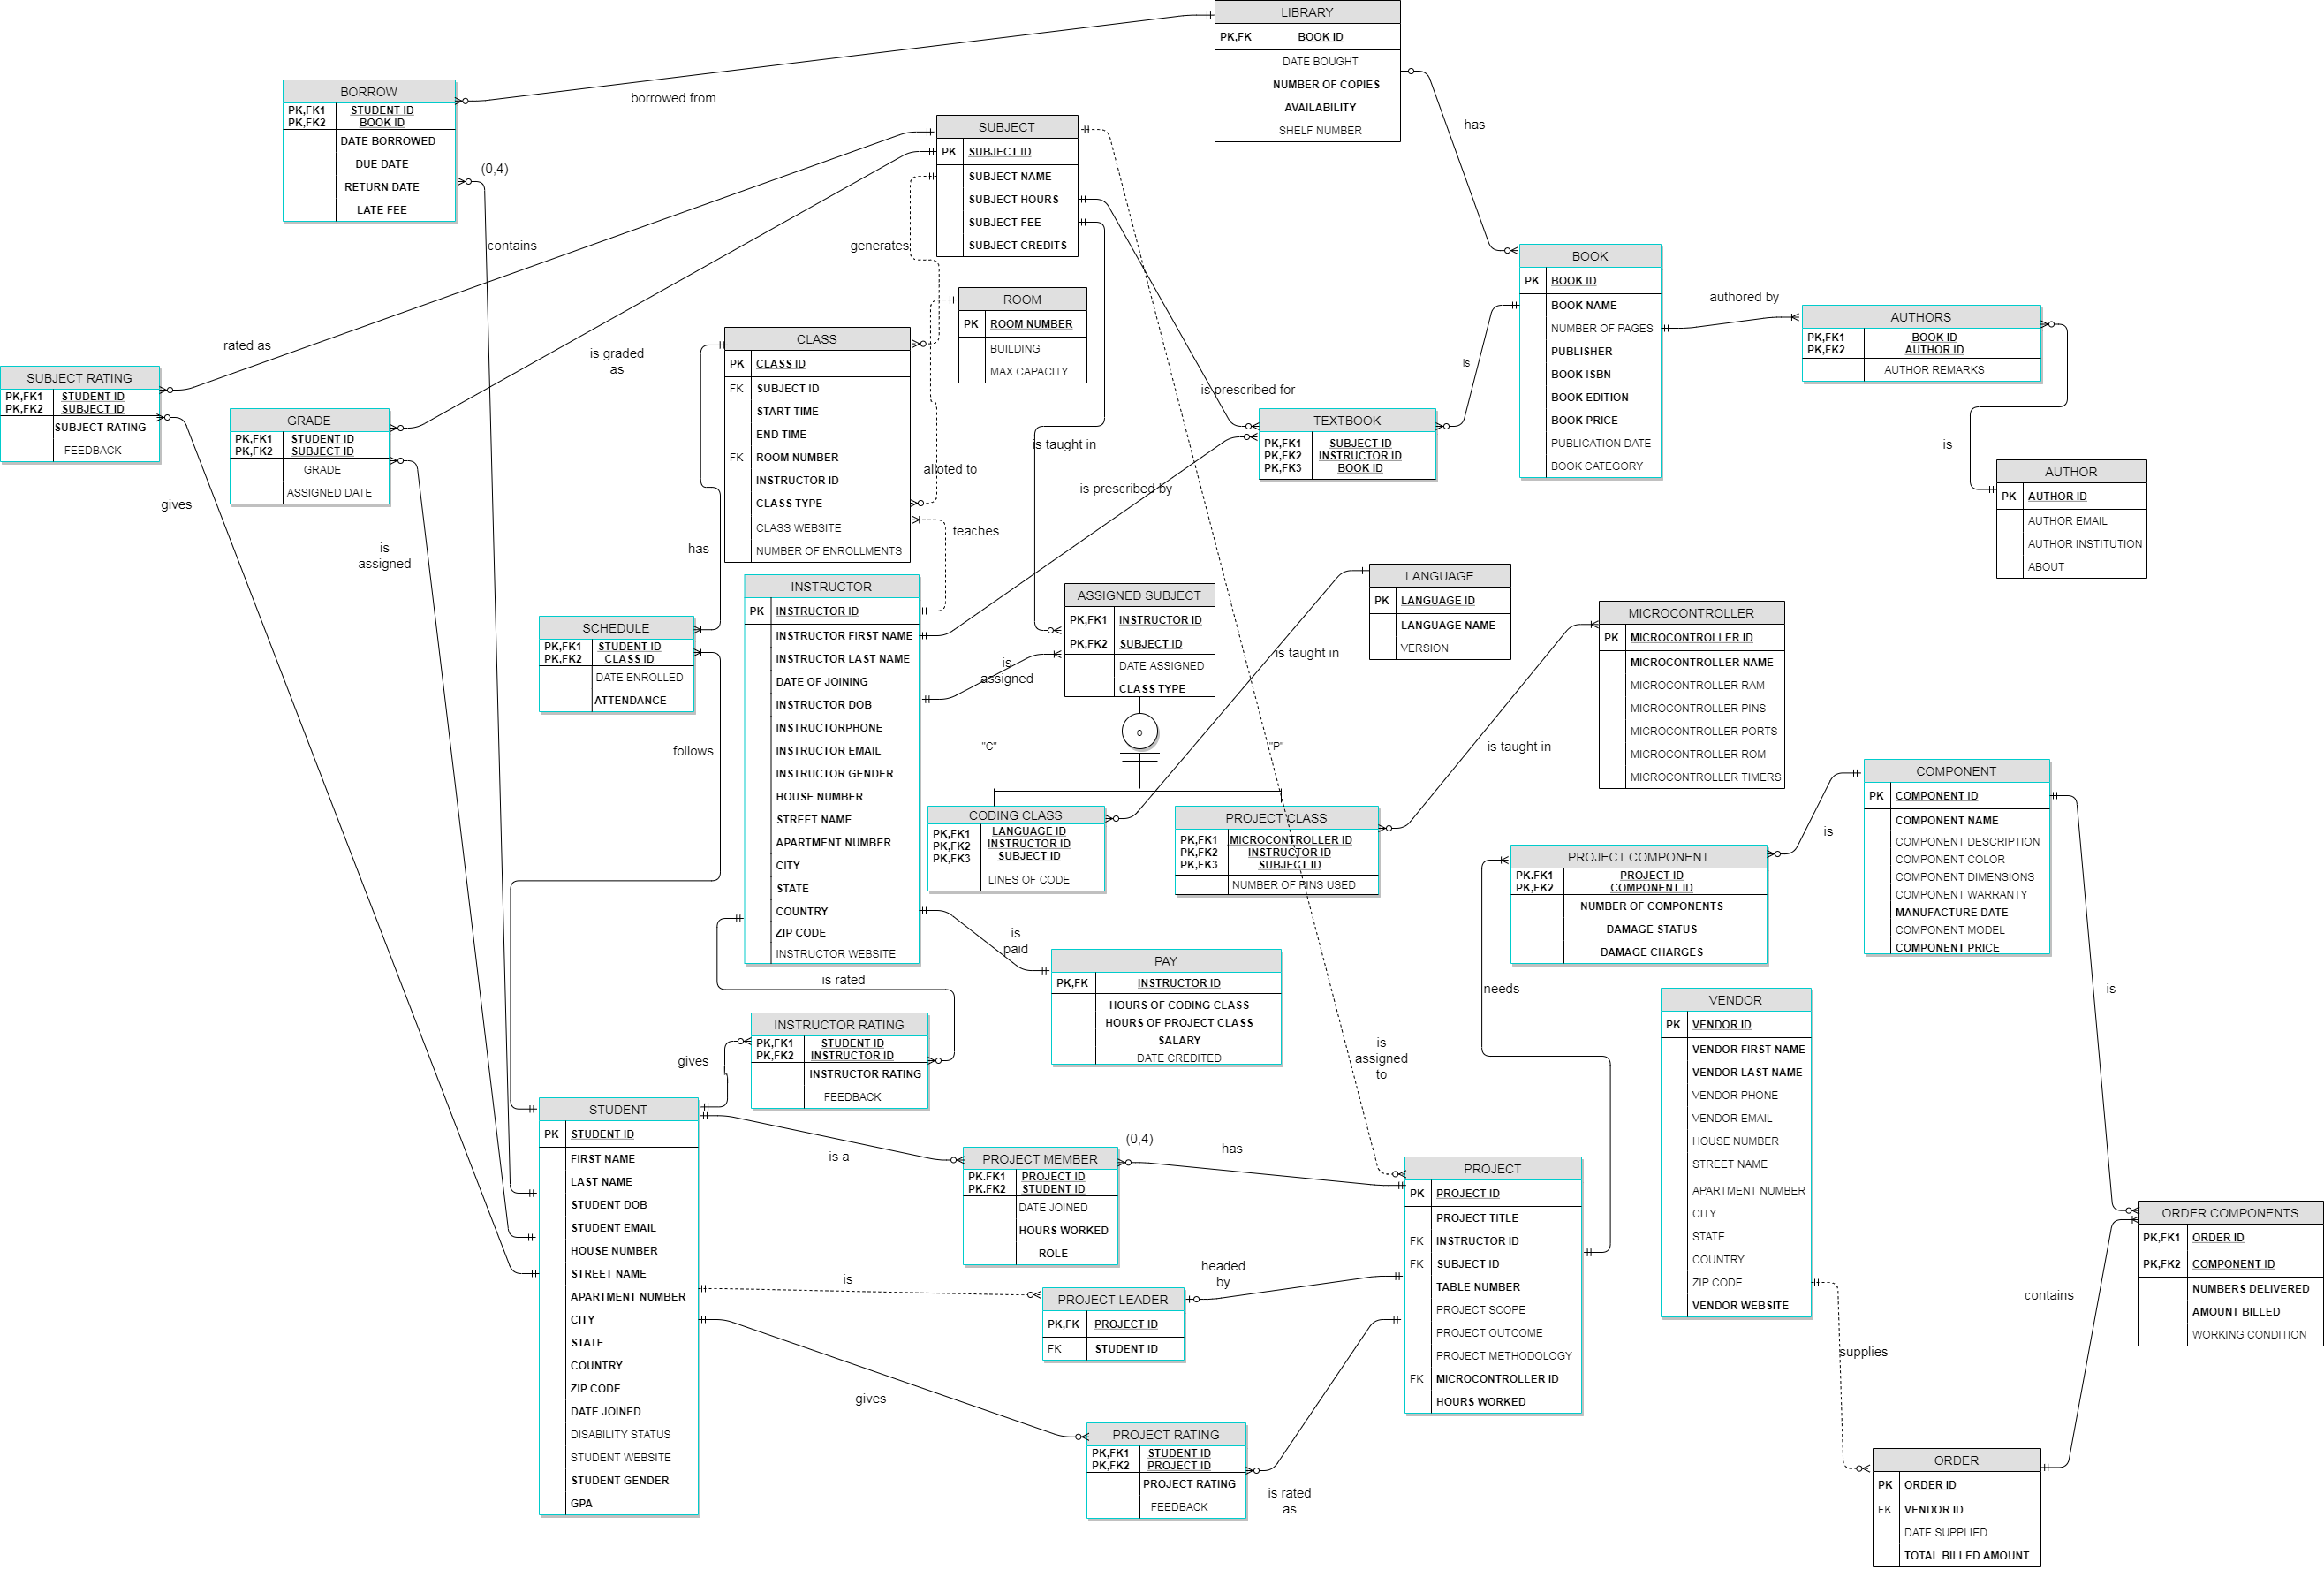 LIBRARY
PK,FK BOOK ID
DATE BOUGHT
NUMBER OF COPIES
AVAILABILITY
SHELF NUMBER
borrowed from
has
BORROW
PK,FK1 STUDENT ID
PK,FK2 BOOK ID
DATE BORROWED
DUE DATE
RETURN DATE
LATE FEE
(0,4)
contains
SUBJECT
PK SUBJECT ID
SUBJECT NAME
SUBJECT HOURS
SUBJECT FEE
SUBJECT CREDITS
generates
rated as
is graded
as
ROOM
PK ROOM NUMBER
BUILDING
MAX CAPACITY
BOOK
PK BOOK ID
BOOK NAME
NUMBER OF PAGES
PUBLISHER
BOOK ISBN
BOOK EDITION
BOOK PRICE
PUBLICATION DATE
BOOK CATEGORY
authored by
AUTHORS
PK,FK1 BOOK ID
PK,FK2 AUTHOR ID
AUTHOR REMARKS
is
AUTHOR
PK AUTHOR ID
AUTHOR EMAIL
AUTHOR INSTITUTION
ABOUT
CLASS
PK CLASS ID
FK SUBJECT ID
START TIME
END TIME
FK ROOM NUMBER
INSTRUCTOR ID
CLASS TYPE
CLASS WEBSITE
NUMBER OF ENROLLMENTS
alloted to
teaches
has
SUBJECT RATING
PK,FK1 STUDENT ID
PK,FK2 SUBJECT ID
SUBJECT RATING
FEEDBACK
gives
GRADE
PK,FK1 STUDENT ID
PK,FK2 SUBJECT ID
GRADE
ASSIGNED DATE
is
assigned
is prescribed for
is
TEXTBOOK
PK,FK1 SUBJECT ID
PK,FK2 INSTRUCTOR ID
PK,FK3 BOOK ID
is taught in
is prescribed by
INSTRUCTOR
PK INSTRUCTOR ID
INSTRUCTOR FIRST NAME
INSTRUCTOR LAST NAME
DATE OF JOINING
INSTRUCTOR DOB
INSTRUCTORPHONE
INSTRUCTOR EMAIL
INSTRUCTOR GENDER
HOUSE NUMBER
STREET NAME
APARTMENT NUMBER
CITY
STATE
COUNTRY
ZIP CODE
INSTRUCTOR WEBSITE
SCHEDULE
PK,FK1 STUDENT ID
PK,FK2 CLASS ID
DATE ENROLLED
ATTENDANCE
follows
ASSIGNED SUBJECT
PK,FK1 INSTRUCTOR ID
PK,FK2 SUBJECT ID
DATE ASSIGNED
CLASS TYPE
is
assigned
o
"C"
"P"
LANGUAGE
PK LANGUAGE ID
LANGUAGE NAME
VERSION
is taught in
MICROCONTROLLER
PK MICROCONTROLLER ID
MICROCONTROLLER NAME
MICROCONTROLLER RAM
MICROCONTROLLER PINS
MICROCONTROLLER PORTS
MICROCONTROLLER ROM
MICROCONTROLLER TIMERS
is taught in
CODING CLASS
PK,FK1 LANGUAGE ID
PK,FK2 INSTRUCTOR ID
PK,FK3 SUBJECT ID
LINES OF CODE
PROJECT CLASS
PK,FK1 MICROCONTROLLER ID
PK,FK2 INSTRUCTOR ID
PK,FK3 SUBJECT ID
NUMBER OF PINS USED
COMPONENT
PK COMPONENT ID
COMPONENT NAME
COMPONENT DESCRIPTION
COMPONENT COLOR
COMPONENT DIMENSIONS
COMPONENT WARRANTY
MANUFACTURE DATE
COMPONENT MODEL
COMPONENT PRICE
is
PROJECT COMPONENT
PK.FK1 PROJECT ID
PK,FK2 COMPONENT ID
NUMBER OF COMPONENTS
DAMAGE STATUS
DAMAGE CHARGES
needs
is
is
paid
PAY
PK,FK INSTRUCTOR ID
HOURS OF CODING CLASS
HOURS OF PROJECT CLASS
SALARY
DATE CREDITED
is rated
INSTRUCTOR RATING
PK,FK1 STUDENT ID
PK,FK2 INSTRUCTOR ID
INSTRUCTOR RATING
FEEDBACK
gives
VENDOR
PK VENDOR ID
VENDOR FIRST NAME
VENDOR LAST NAME
VENDOR PHONE
VENDOR EMAIL
HOUSE NUMBER
STREET NAME
APARTMENT NUMBER
CITY
STATE
COUNTRY
ZIP CODE
VENDOR WEBSITE
is
assigned
to
STUDENT
PK STUDENT ID
FIRST NAME
LAST NAME
STUDENT DOB
STUDENT EMAIL
HOUSE NUMBER
STREET NAME
APARTMENT NUMBER
CITY
STATE
COUNTRY
ZIP CODE
DATE JOINED
DISABILITY STATUS
STUDENT WEBSITE
STUDENT GENDER
GPA
is a
PROJECT MEMBER
PK.FK1 PROJECT ID
PK.FK2 STUDENT ID
DATE JOINED
HOURS WORKED
ROLE
(0,4)
has
PROJECT
PK PROJECT ID
PROJECT TITLE
FK INSTRUCTOR ID
FK SUBJECT ID
TABLE NUMBER
PROJECT SCOPE
PROJECT OUTCOME
PROJECT METHODOLOGY
FK MICROCONTROLLER ID
HOURS WORKED
is
headed
by
PROJECT LEADER
PK,FK PROJECT ID
FK STUDENT ID
gives
PROJECT RATING
PK,FK1 STUDENT ID
PK,FK2 PROJECT ID
PROJECT RATING
FEEDBACK
is rated
as
ORDER COMPONENTS
PK,FK1 ORDER ID
PK,FK2 COMPONENT ID
NUMBERS DELIVERED
AMOUNT BILLED
WORKING CONDITION
contains
supplies
ORDER
PK ORDER ID
FK VENDOR ID
DATE SUPPLIED
TOTAL BILLED AMOUNT